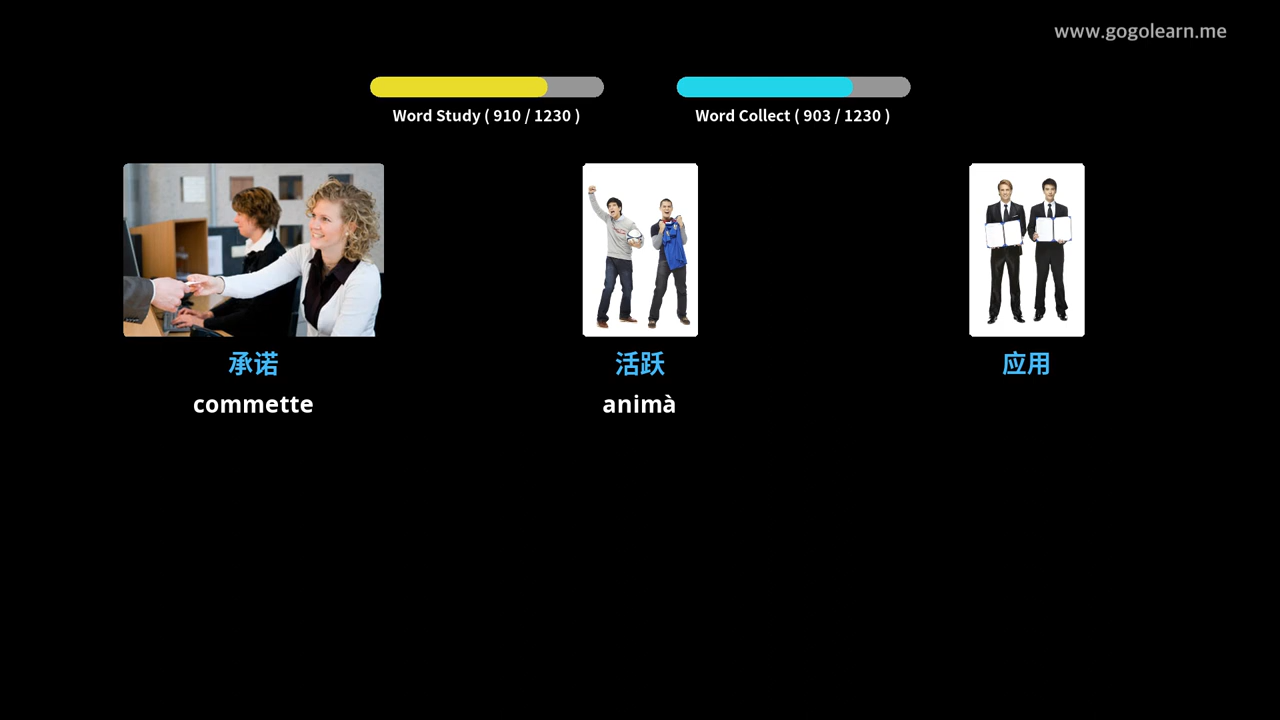 www.gogolearn.me
Word Study ( 910 / 1230 )
Word Collect ( 903 / 1230 )
承诺
活跃
应用
commette
animà